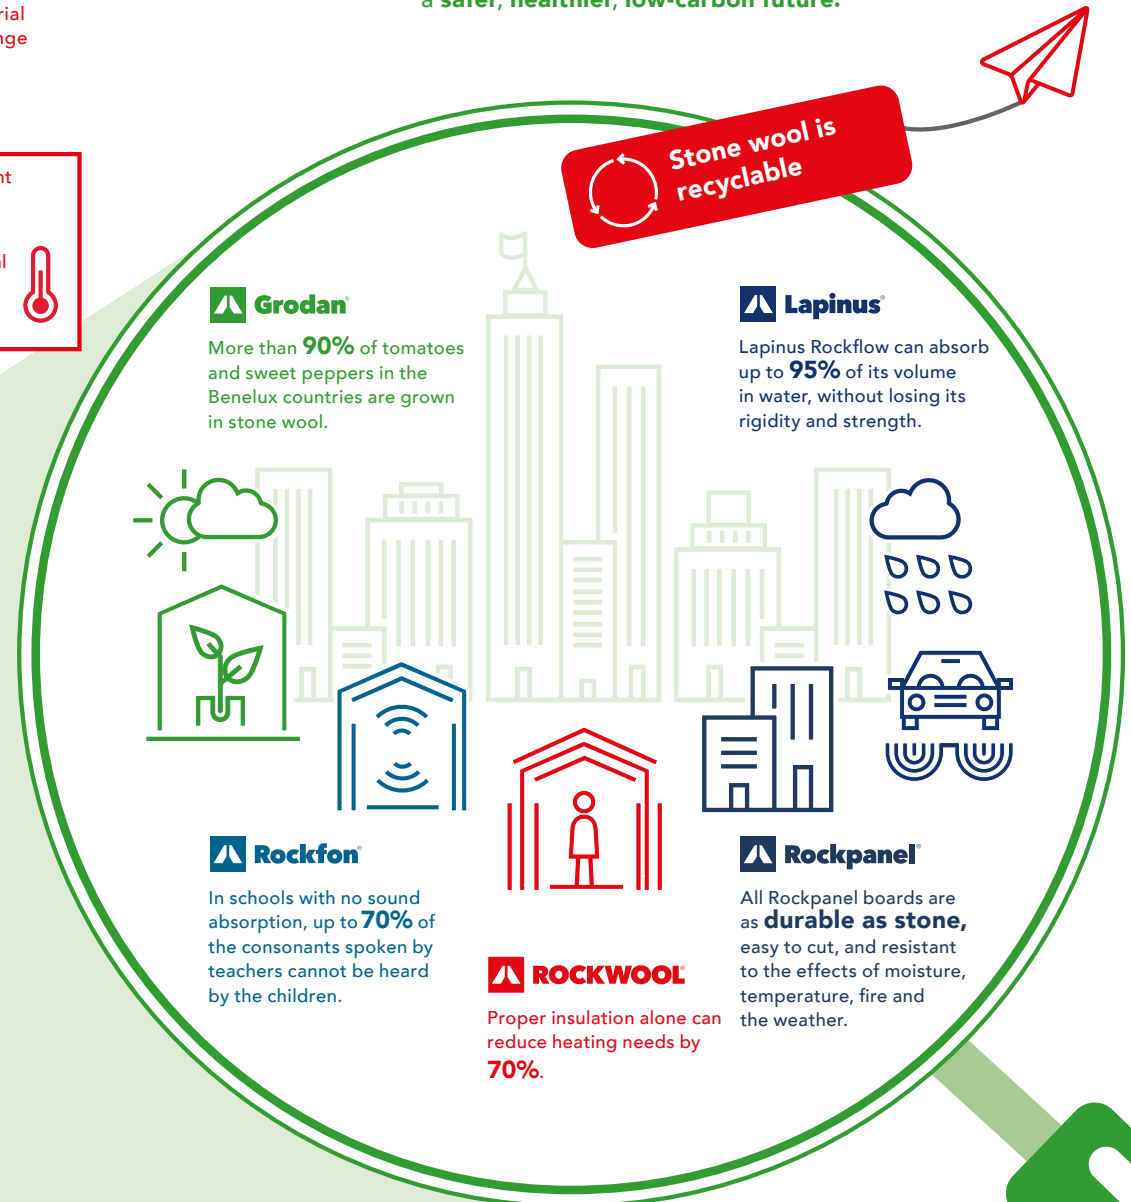 a safer, healthier, low-carbon future.
Stone wool is
recyclable
Grodan®
More than 90% of tomatoes
and sweet peppers in the
Benelux countries are grown
in stone wool.
Lapinus®
Lapinus Rockflow can absorb
up to 95% of its volume
in water, without losing its
rigidity and strength.
Rockfon®
In schools with no sound
absorption, up to 70% of
the consonants spoken by
teachers cannot be heard
by the children.
ROCKWOOL®
Proper insulation alone can
reduce heating needs by
70%.
Rockpanel®
All Rockpanel boards are
as durable as stone,
easy to cut, and resistant
to the effects of moisture,
temperature, fire and
the weather.